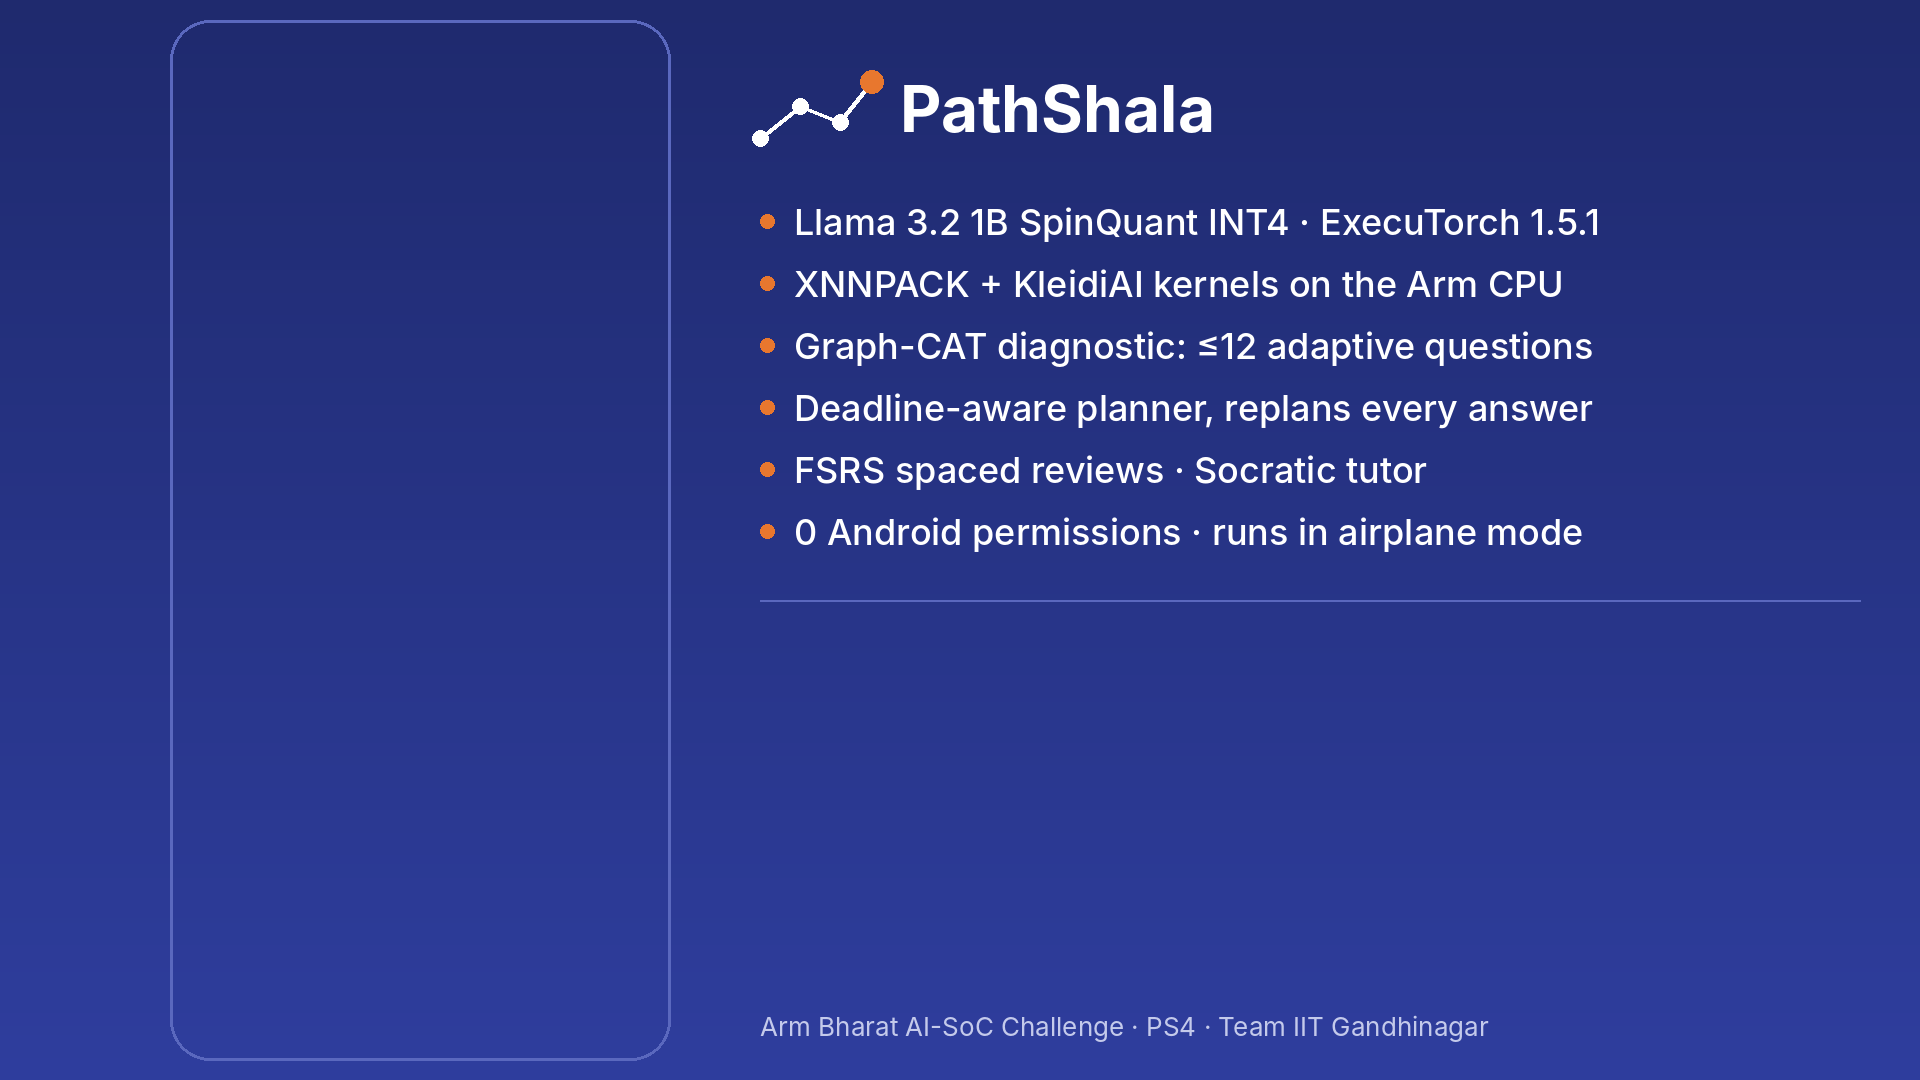 PathShala
Llama 3.2 1B SpinQuant INT4 · ExecuTorch 1.5.1
XNNPACK + KleidiAI kernels on the Arm CPU
Graph-CAT diagnostic: ≤12 adaptive questions
Deadline-aware planner, replans every answer
FSRS spaced reviews · Socratic tutor
0 Android permissions · runs in airplane mode
Arm Bharat AI-SoC Challenge · PS4 · Team IIT Gandhinagar